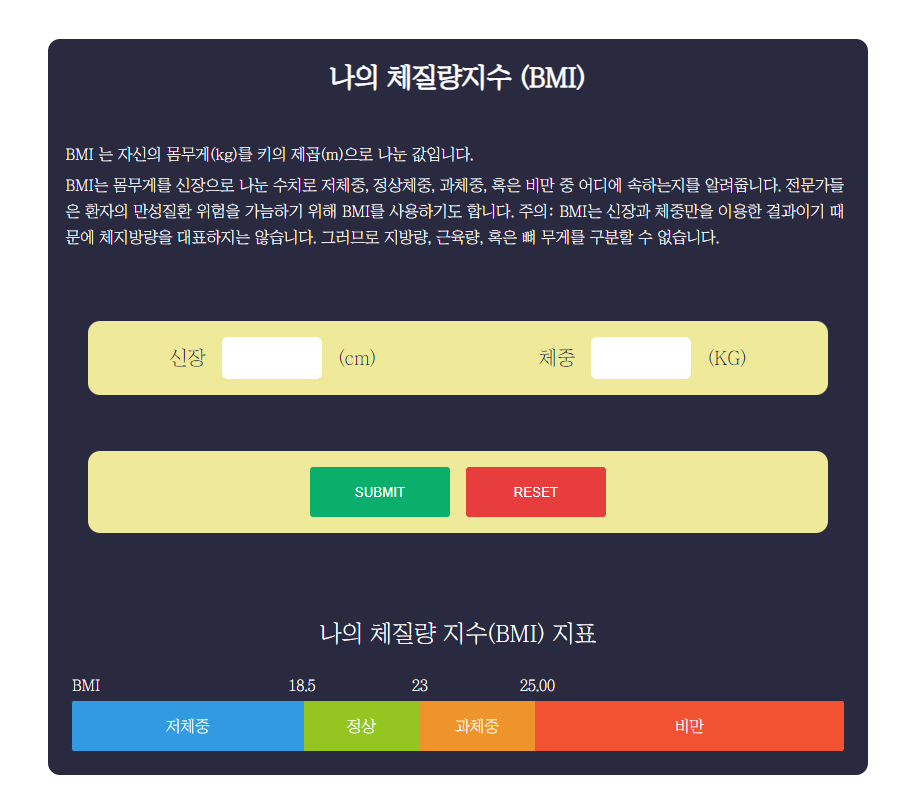 나의 체질량지수 (BMI)
BMI 는 자신의 몸무게(kg)를 키의 제곱(m)으로 나눈 값입니다.
BMI는 몸무게를 신장으로 나눈 수치로 저체중, 정상체중, 과체중, 혹은 비만 중 어디에 속하는지를 알려줍니다. 전문가들
은 환자의 만성질환 위험을 가늠하기 위해 BMI를 사용하기도 합니다. 주의: BMI는 신장과 체중만을 이용한 결과이기 때
문에 체지방량을 대표하지는 않습니다. 그러므로 지방량, 근육량, 혹은 뼈 무게를 구분할 수 없습니다.
신장 (cm) 체중 (KG)
SUBMIT RESET
나의 체질량 지수(BMI) 지표
BMI 18.5 23 25.00
저체중 정상 과체중 비만